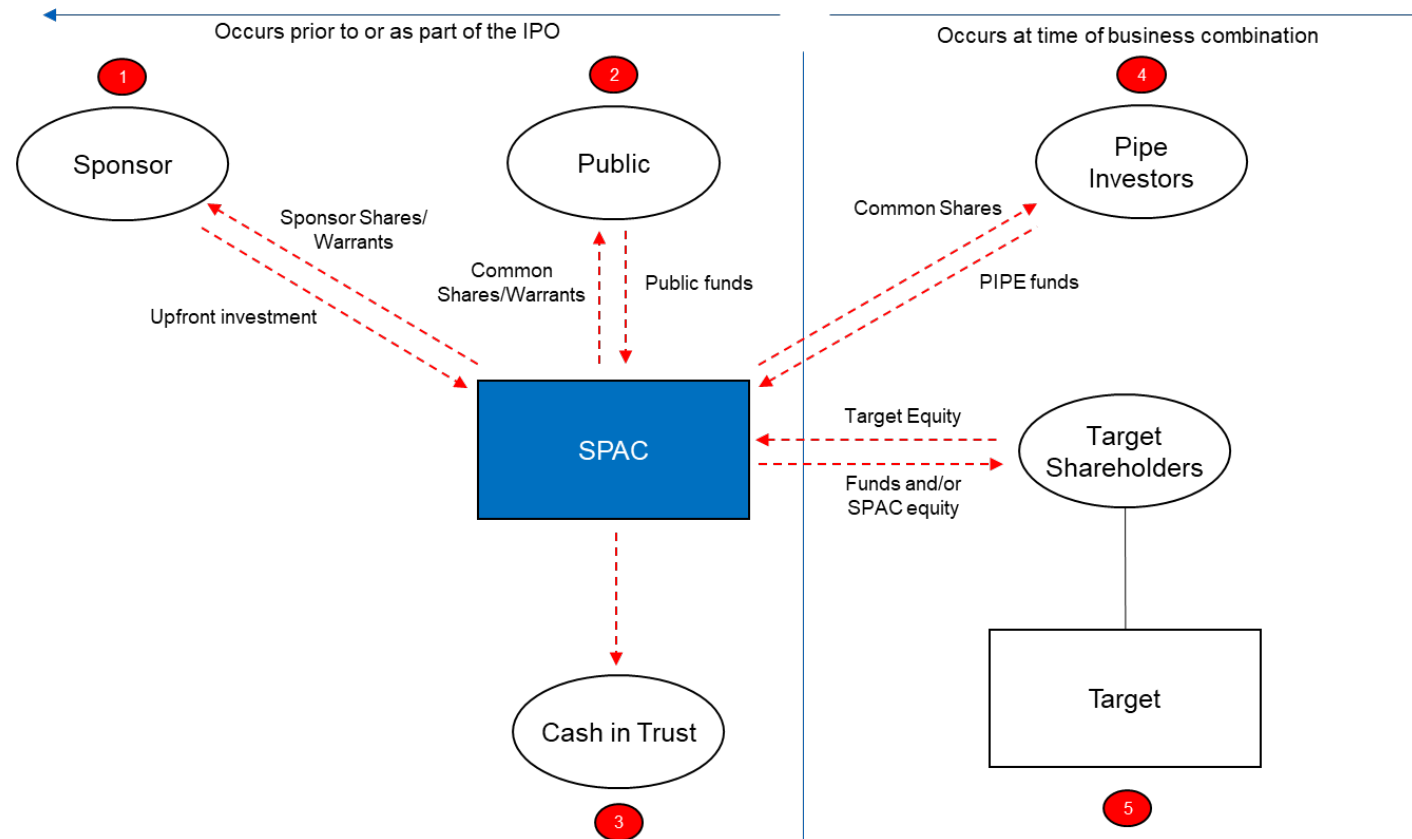 Occurs prior to or as part of the IPO
Occurs at time of business combination
1
2
4
Sponsor
Public
Pipe
Investors
Sponsor Shares/
Warrants
Common Shares
Common
Shares/Warrants
Public funds
PIPE funds
Upfront investment
SPAC
Target Equity
Target
Shareholders
Funds and/or
SPAC equity
Cash in Trust
Target
3
5